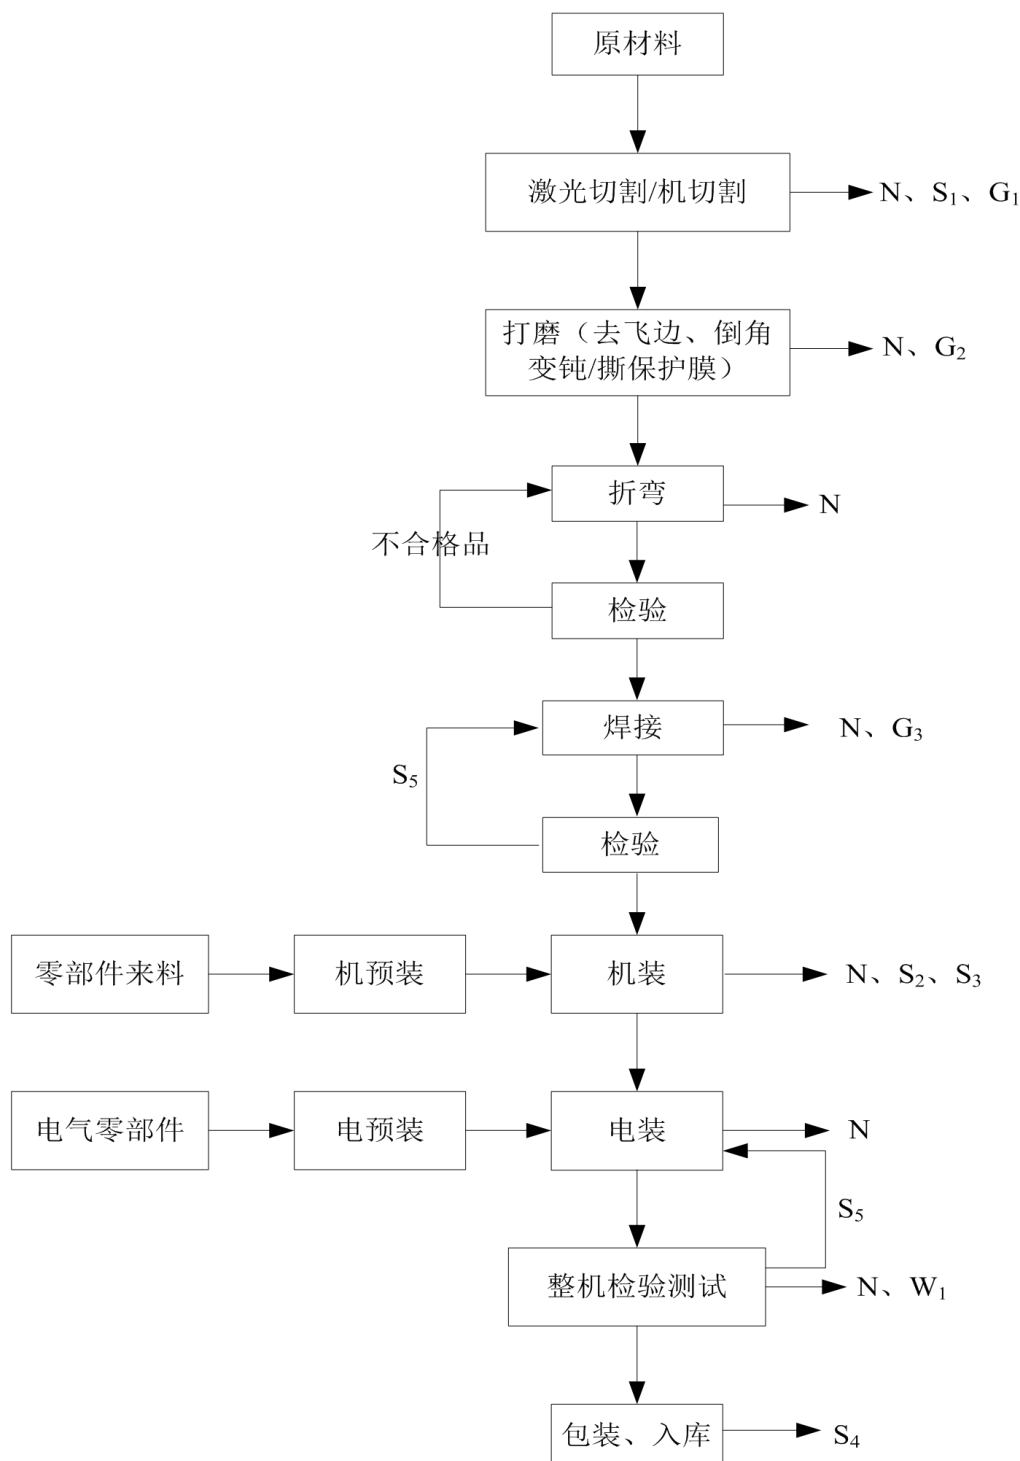 原材料
激光切割/机切割
N、S₁、G₁
打磨（去飞边、倒角
变钝/撕保护膜）
N、G₂
折弯
N
不合格品
检验
焊接
N、G₃
S₅
检验
零部件来料
机预装
机装
N、S₂、S₃
电气零部件
电预装
电装
N
S₅
整机检验测试
N、W₁
包装、入库
S₄